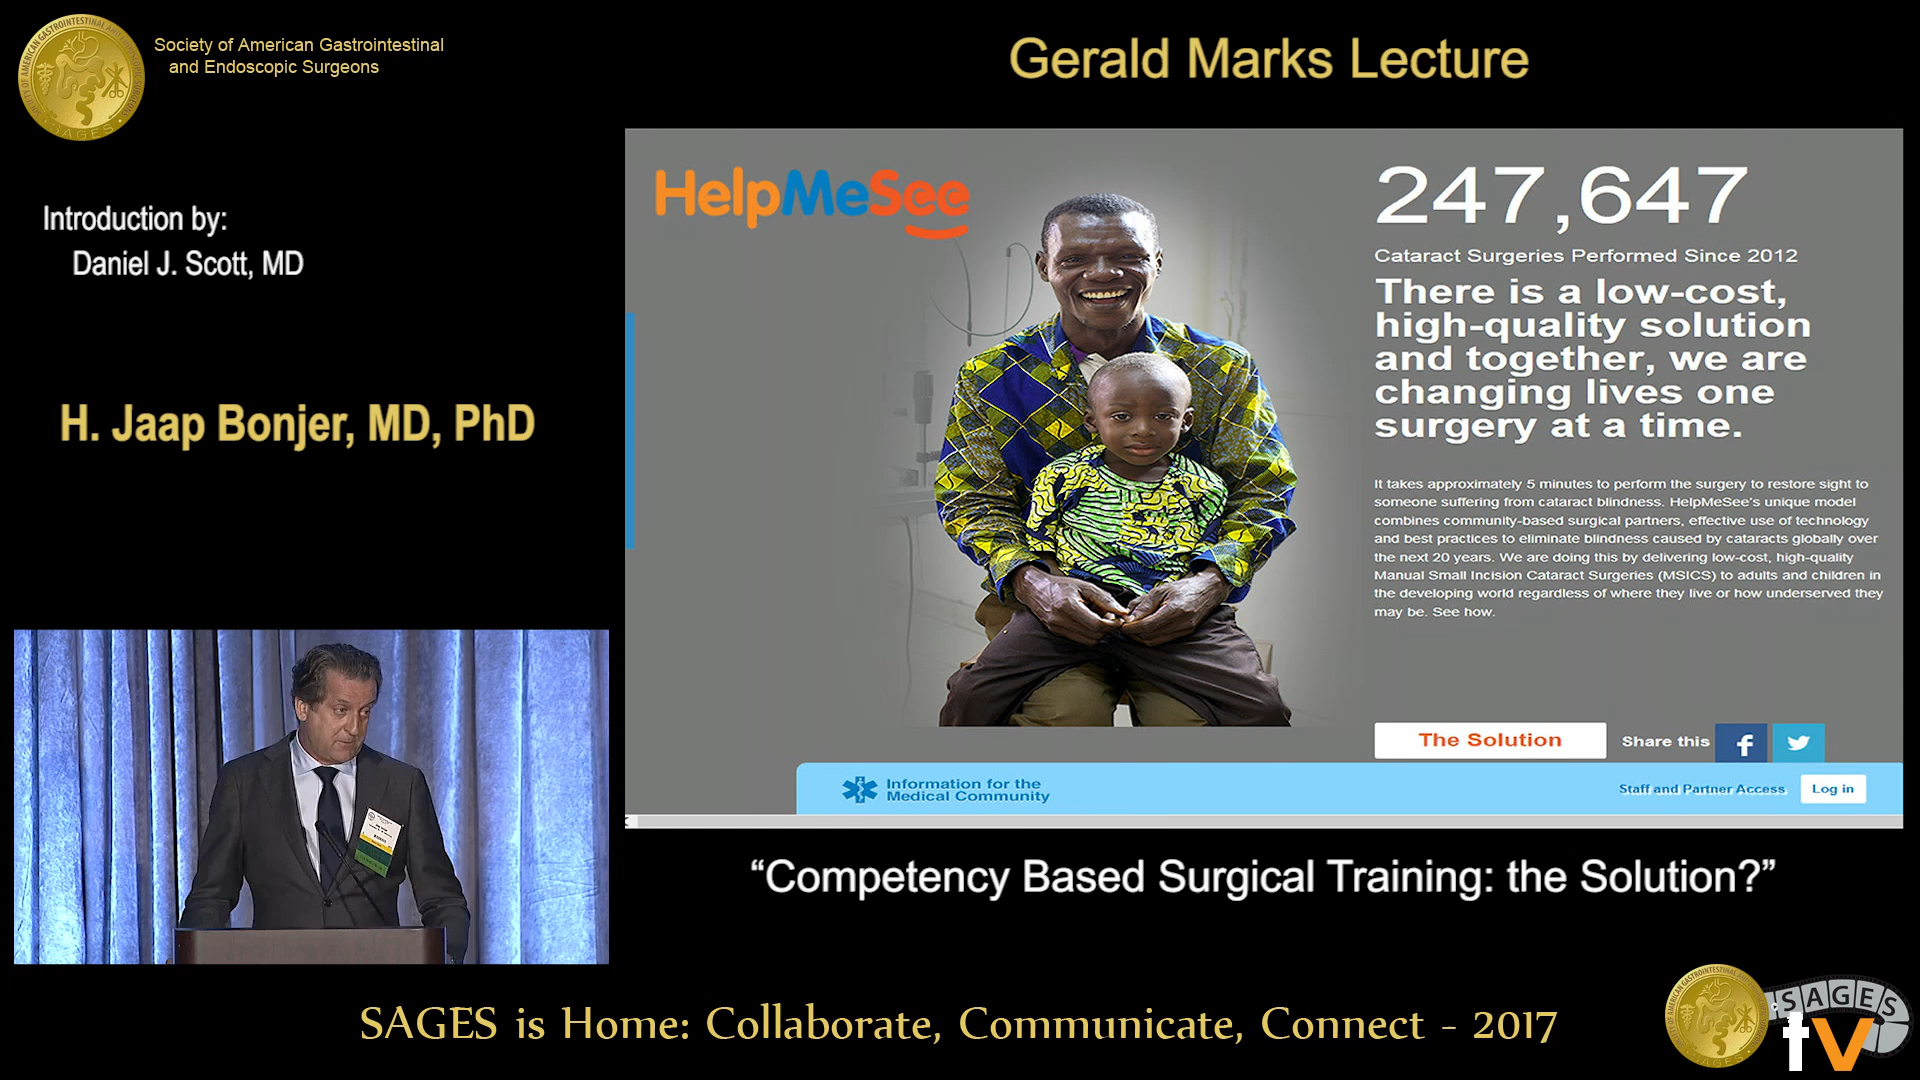 Society of American Gastrointestinal
and Endoscopic Surgeons
Gerald Marks Lecture
Introduction by:
Daniel J. Scott, MD
H. Jaap Bonjer, MD, PhD
HelpMeSee
247,647
Cataract Surgeries Performed Since 2012
There is a low-cost,
high-quality solution
and together, we are
changing lives one
surgery at a time.
It takes approximately 5 minutes to perform the surgery to restore sight to
someone suffering from cataract blindness. HelpMeSee's unique model
combines community-based surgical partners, effective use of technology
and best practices to eliminate blindness caused by cataracts globally over
the next 20 years. We are doing this by delivering low-cost, high-quality
Manual Small Incision Cataract Surgeries (MSICS) to adults and children in
the developing world regardless of where they live or how underserved they
may be. See how.
The Solution
Share this
f
Information for the
Medical Community
Staff and Partner Access
Log in
“Competency Based Surgical Training: the Solution?”
SAGES is Home: Collaborate, Communicate, Connect - 2017
SAGES
tv